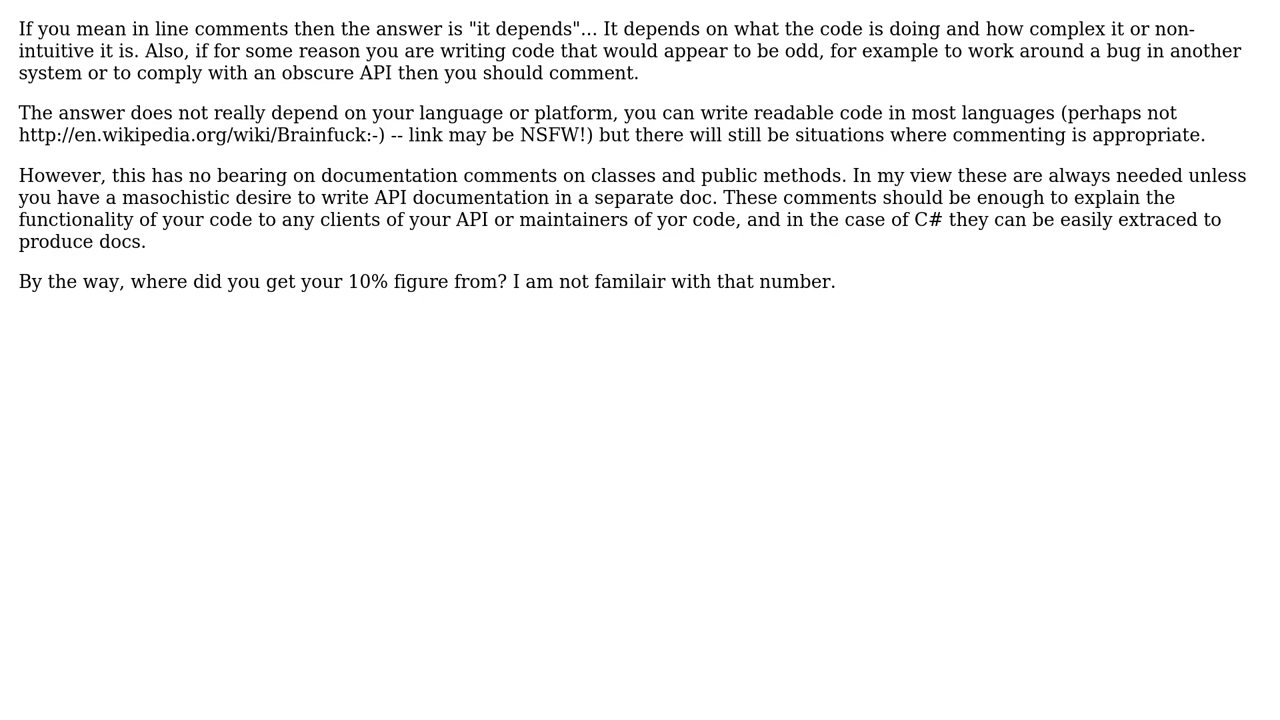 If you mean in line comments then the answer is "it depends"... It depends on what the code is doing and how complex it or non-
intuitive it is. Also, if for some reason you are writing code that would appear to be odd, for example to work around a bug in another
system or to comply with an obscure API then you should comment.
The answer does not really depend on your language or platform, you can write readable code in most languages (perhaps not
http://en.wikipedia.org/wiki/Brainfuck:-) -- link may be NSFW!) but there will still be situations where commenting is appropriate.
However, this has no bearing on documentation comments on classes and public methods. In my view these are always needed unless
you have a masochistic desire to write API documentation in a separate doc. These comments should be enough to explain the
functionality of your code to any clients of your API or maintainers of yor code, and in the case of C# they can be easily extraced to
produce docs.
By the way, where did you get your 10% figure from? I am not familair with that number.